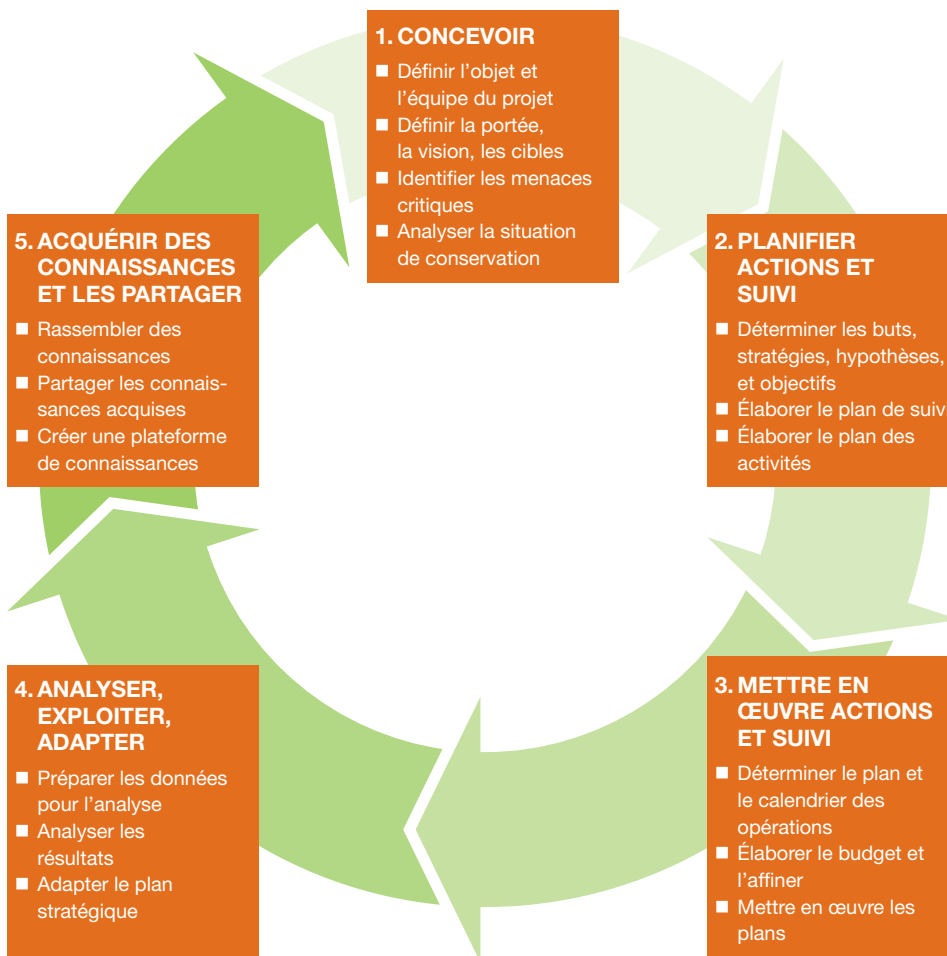 1. CONCEVOIR
■ Définir l'objet et
l'équipe du projet
■ Définir la portée,
la vision, les cibles
■ Identifier les menaces
critiques
■ Analyser la situation
de conservation
2. PLANIFIER
ACTIONS ET
SUIVI
■ Déterminer les buts,
stratégies, hypothèses,
et objectifs
■ Élaborer le plan de suiv
■ Élaborer le plan des
activités
3. METTRE EN
ŒUVRE ACTIONS
ET SUIVI
■ Déterminer le plan et
le calendrier des
opérations
■ Élaborer le budget et
l'affiner
■ Mettre en œuvre les
plans
4. ANALYSER,
EXPLOITER,
ADAPTER
■ Préparer les données
pour l'analyse
■ Analyser les
résultats
■ Adapter le plan
stratégique
5. ACQUÉRIR DES
CONNAISSANCES
ET LES PARTAGER
■ Rassembler des
connaissances
■ Partager les connais-
sances acquises
■ Créer une plateforme
de connaissances